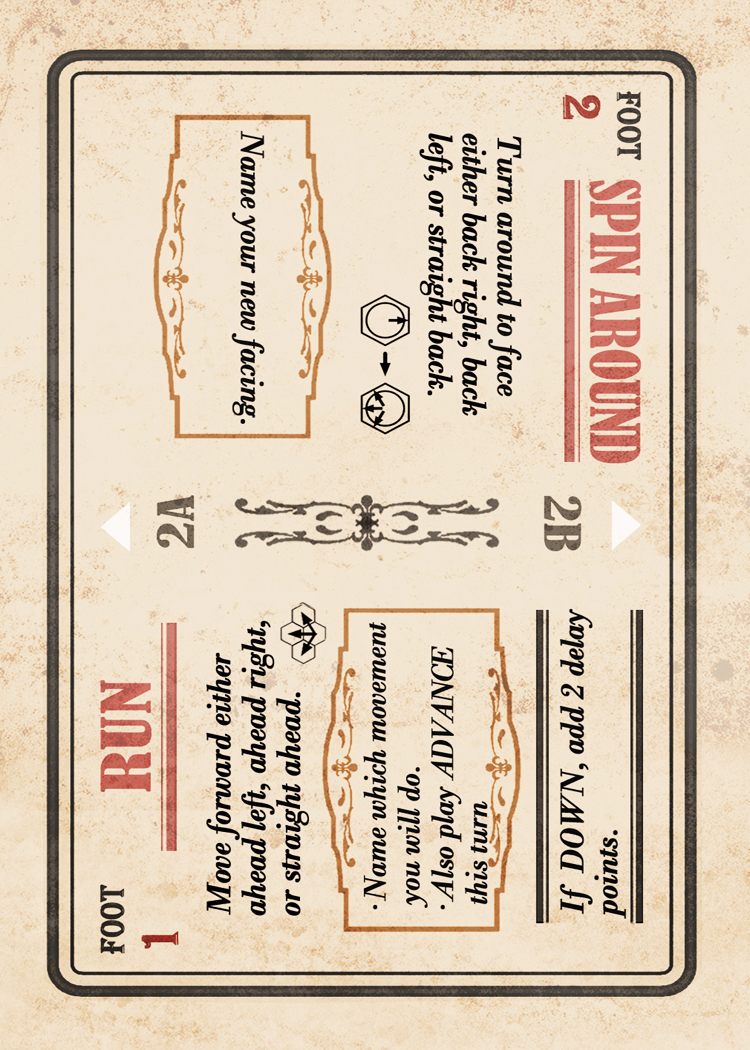 FOOT
2
SPIN AROUND
Turn around to face
either back right, back
left, or straight back.
Name your new facing.
2B
2A
FOOT
1
RUN
Move forward either
ahead left, ahead right,
or straight ahead.
· Name which movement
you will do.
· Also play ADVANCE
this turn
If DOWN, add 2 delay
points.